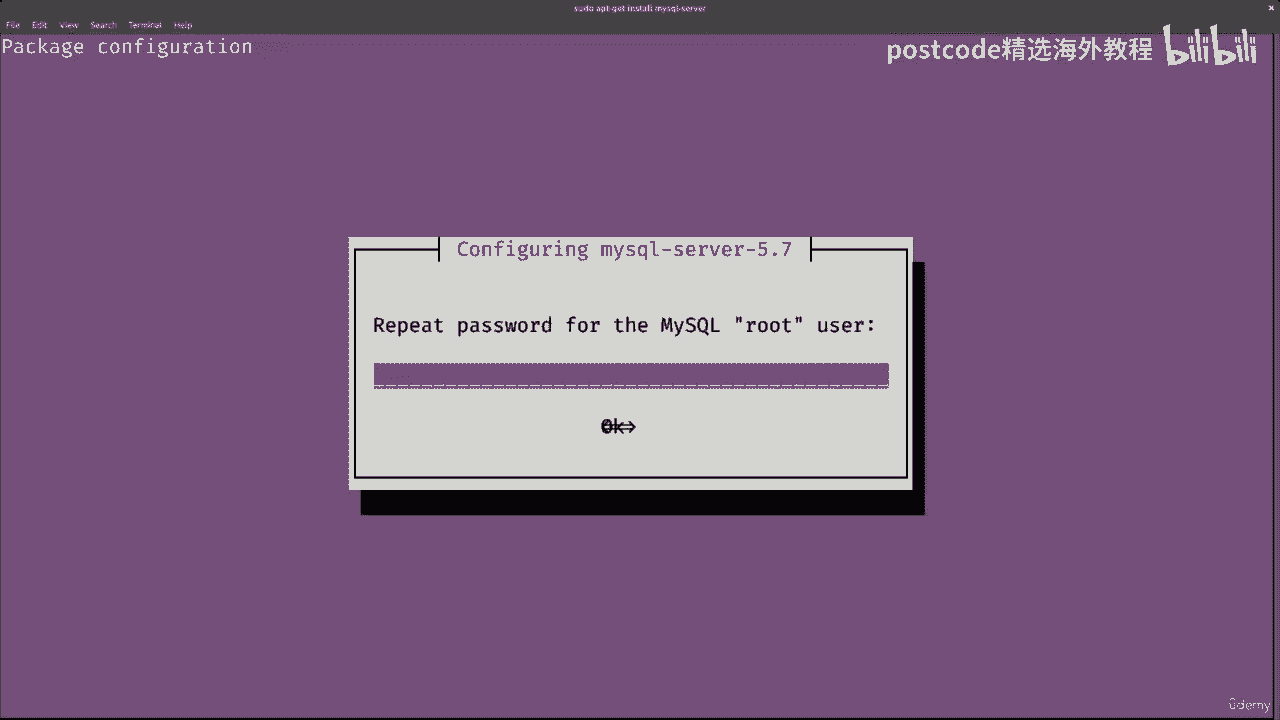 sudo apt-get install mysql-server
File Edit View Search Terminal Help
Package configuration
postcode精选海外教程 bilibili
Configuring mysql-server-5.7
Repeat password for the MySQL "root" user:
<Ok>
ûdemy